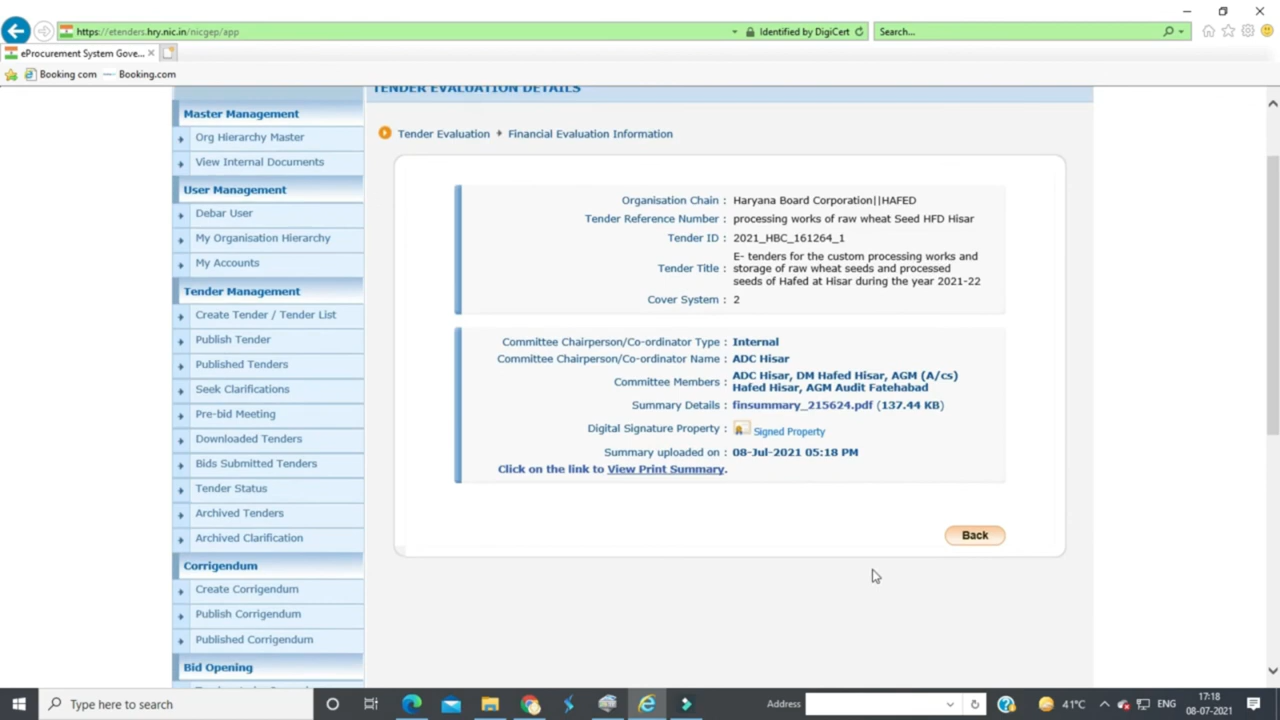 https://etenders.hry.nic.in/nicgep/app
Identified by DigiCert
Search...
eProcurement System Gove...
Booking com
Booking.com
TENDER EVALUATION DETAILS
Master Management
Org Hierarchy Master
View Internal Documents
User Management
Debar User
My Organisation Hierarchy
My Accounts
Tender Management
Create Tender / Tender List
Publish Tender
Published Tenders
Seek Clarifications
Pre-bid Meeting
Downloaded Tenders
Bids Submitted Tenders
Tender Status
Archived Tenders
Archived Clarification
Corrigendum
Create Corrigendum
Publish Corrigendum
Published Corrigendum
Bid Opening
Tender Evaluation Financial Evaluation Information
Organisation Chain : Haryana Board Corporation||HAFED
Tender Reference Number : processing works of raw wheat Seed HFD Hisar
Tender ID : 2021_HBC_161264_1
Tender Title : E- tenders for the custom processing works and
storage of raw wheat seeds and processed
seeds of Hafed at Hisar during the year 2021-22
Cover System : 2
Committee Chairperson/Co-ordinator Type : Internal
Committee Chairperson/Co-ordinator Name : ADC Hisar
Committee Members : ADC Hisar, DM Hafed Hisar, AGM (A/cs)
Hafed Hisar, AGM Audit Fatehabad
Summary Details : finsummary_215624.pdf (137.44 KB)
Digital Signature Property : Signed Property
Summary uploaded on : 08-Jul-2021 05:18 PM
Click on the link to View Print Summary.
Back
Type here to search
Address
41°C
ENG
17:18
08-07-2021